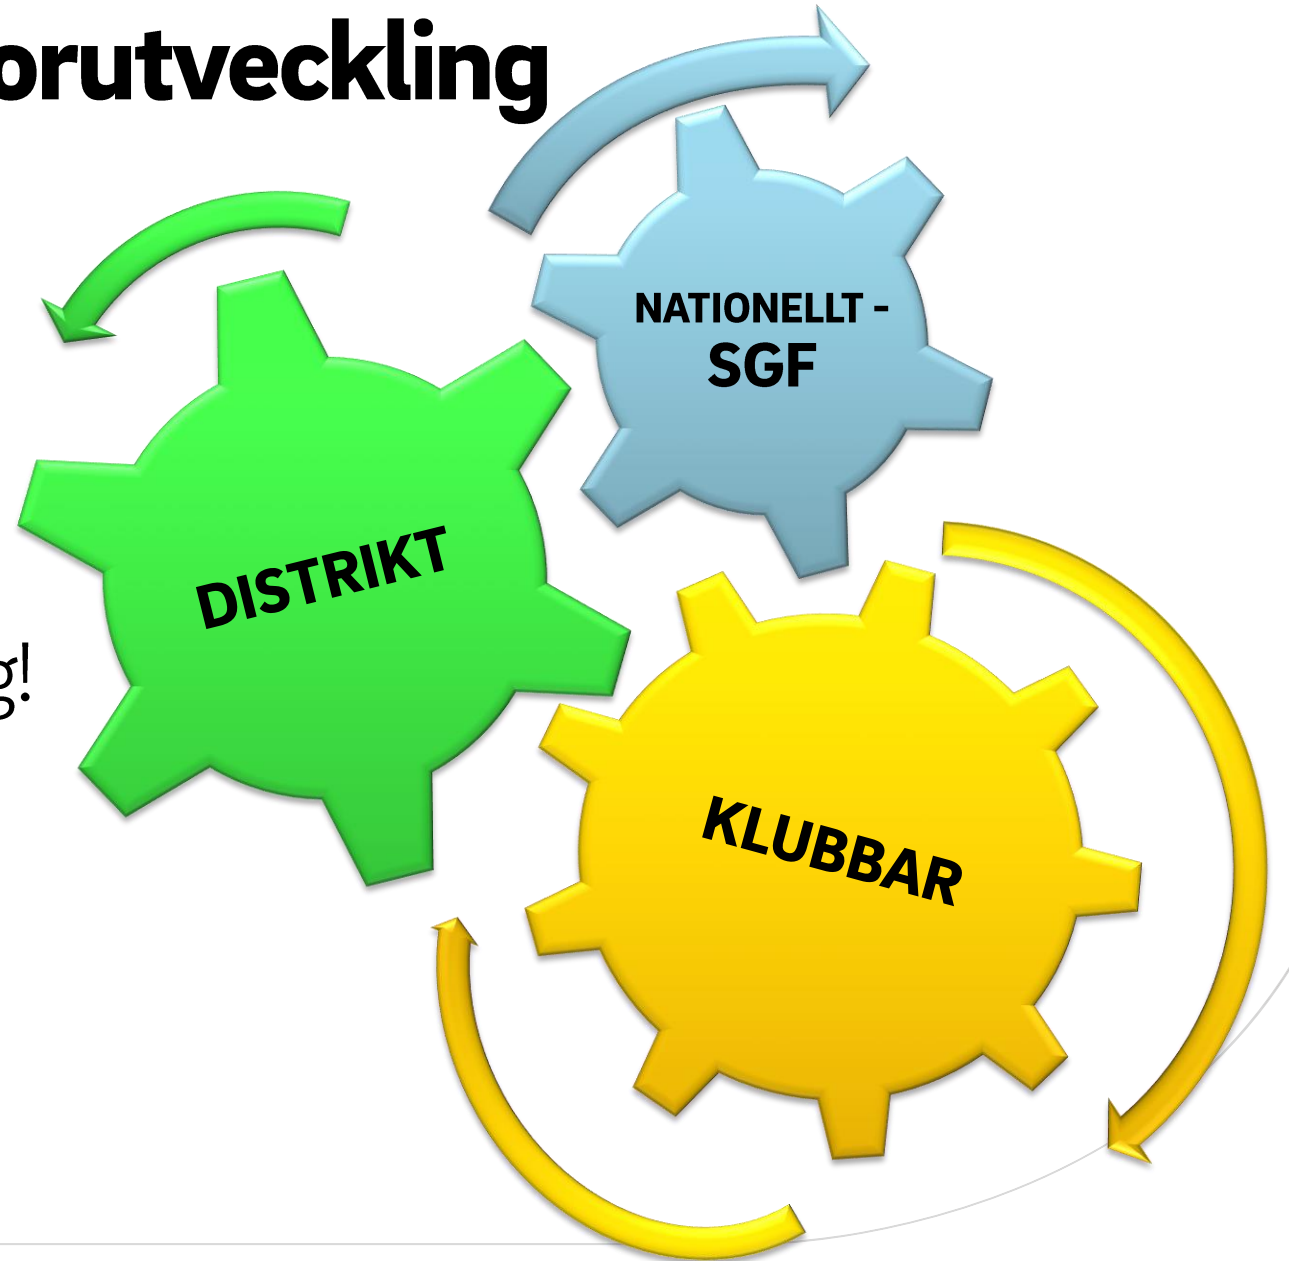 orutveckling
NATIONELLT -
SGF
DISTRIKT
g!
KLUBBAR